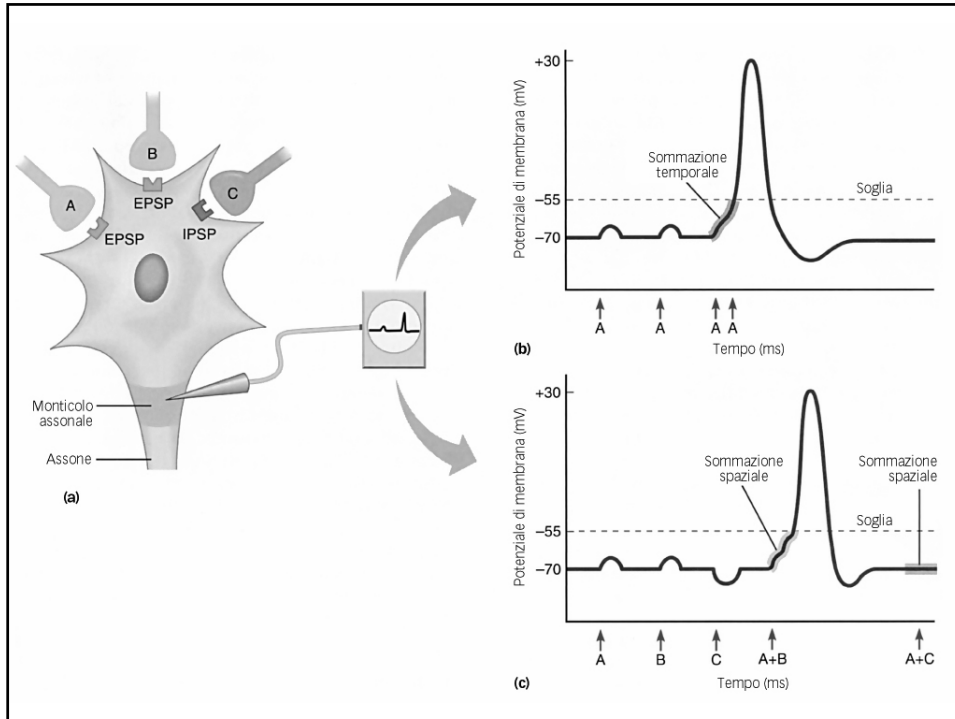 B
A
C
EPSP
EPSP
IPSP
Monticolo
assonale
Assone
(a)
Potenziale di membrana (mV)
+30
–55
–70
Sommazione
temporale
Soglia
A
A
A
A
(b)
Tempo (ms)
Potenziale di membrana (mV)
+30
–55
–70
Sommazione
spaziale
Sommazione
spaziale
Soglia
A
B
C
A+B
A+C
(c)
Tempo (ms)